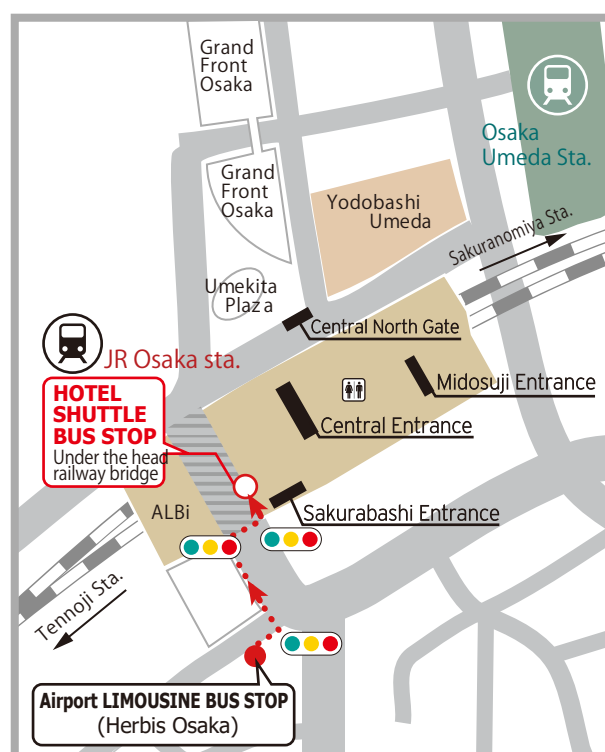 Grand
Front
Osaka
Osaka
Umeda Sta.
Grand
Front
Osaka
Yodobashi
Umeda
Sakuranomiya Sta.
Umekita
Plaza
Central North Gate
JR Osaka sta.
HOTEL
SHUTTLE
BUS STOP
Under the head
railway bridge
Midosuji Entrance
Central Entrance
ALBi
Sakurabashi Entrance
Tennoji Sta.
Airport LIMOUSINE BUS STOP
(Herbis Osaka)